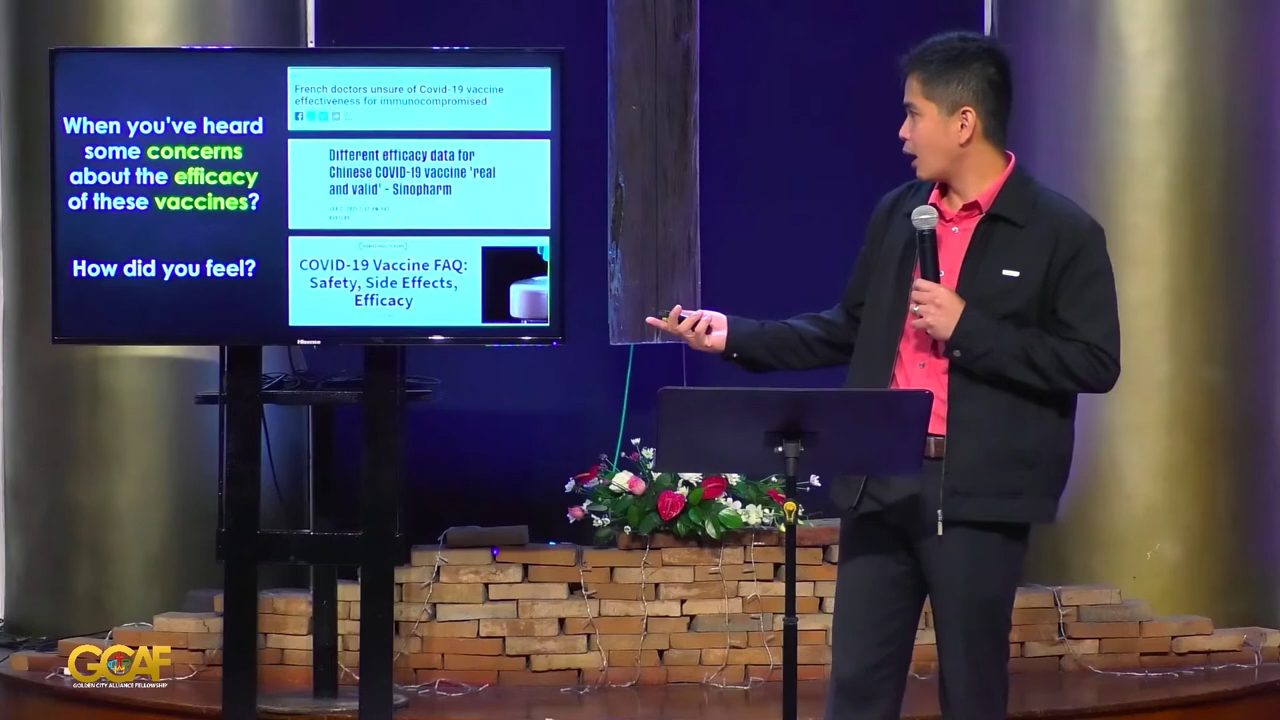 When you've heard
some concerns
about the efficacy
of these vaccines?
How did you feel?
French doctors unsure of Covid-19 vaccine
effectiveness for immunocompromised
Different efficacy data for
Chinese COVID-19 vaccine 'real
and valid' - Sinopharm
COVID-19 Vaccine FAQ:
Safety, Side Effects,
Efficacy
Hisense
GCAF
GOLDEN CITY ALLIANCE FELLOWSHIP